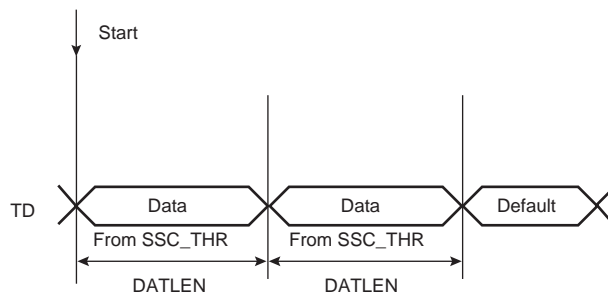 Start
TD
Data
Data
Default
From SSC_THR
From SSC_THR
DATLEN
DATLEN